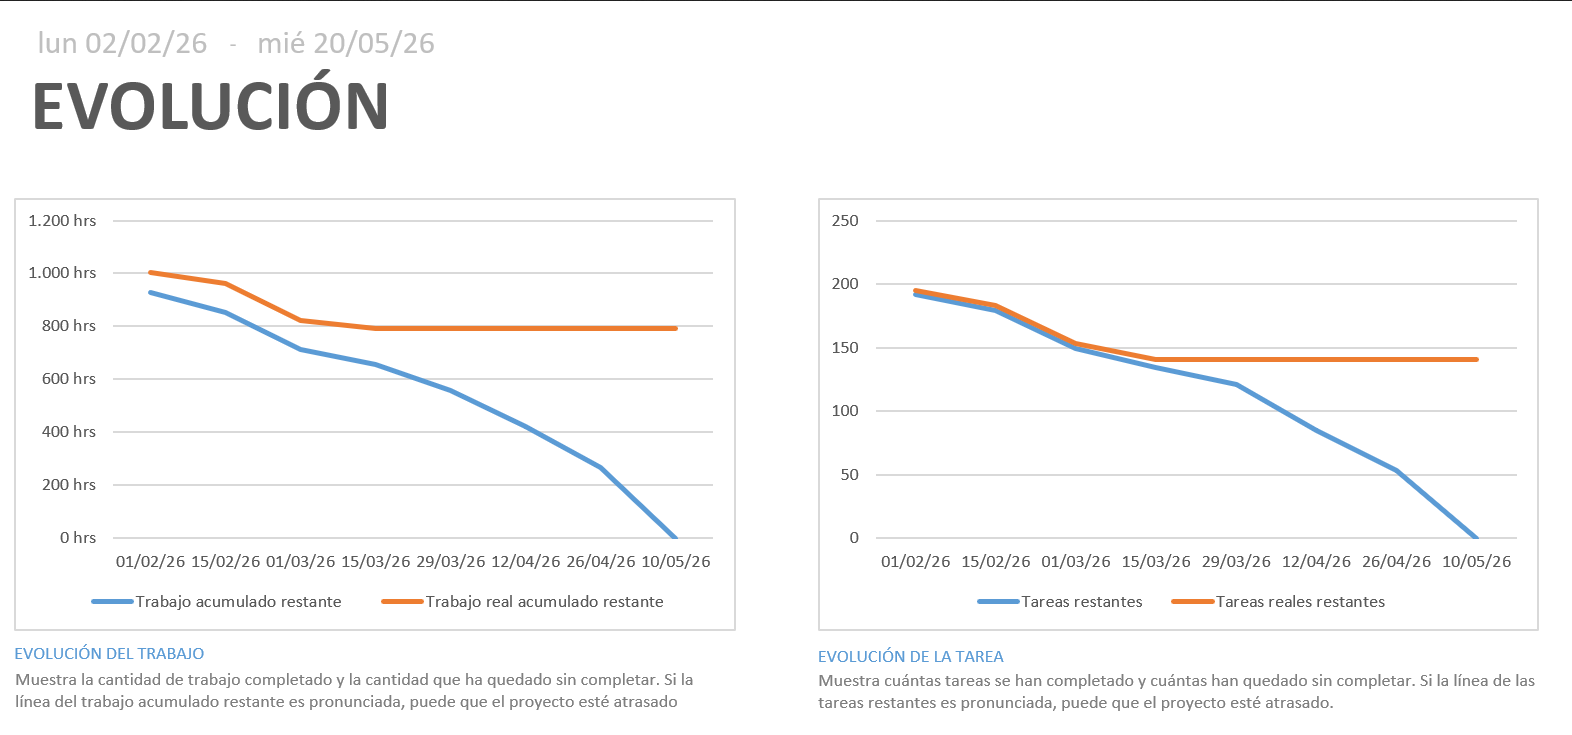 lun 02/02/26 - mié 20/05/26
EVOLUCIÓN
1.200 hrs
1.000 hrs
800 hrs
600 hrs
400 hrs
200 hrs
0 hrs
01/02/26 15/02/26 01/03/26 15/03/26 29/03/26 12/04/26 26/04/26 10/05/26
Trabajo acumulado restante Trabajo real acumulado restante
EVOLUCIÓN DEL TRABAJO
Muestra la cantidad de trabajo completado y la cantidad que ha quedado sin completar. Si la
línea del trabajo acumulado restante es pronunciada, puede que el proyecto esté atrasado
250
200
150
100
50
0
01/02/26 15/02/26 01/03/26 15/03/26 29/03/26 12/04/26 26/04/26 10/05/26
Tareas restantes Tareas reales restantes
EVOLUCIÓN DE LA TAREA
Muestra cuántas tareas se han completado y cuántas han quedado sin completar. Si la línea de las
tareas restantes es pronunciada, puede que el proyecto esté atrasado.